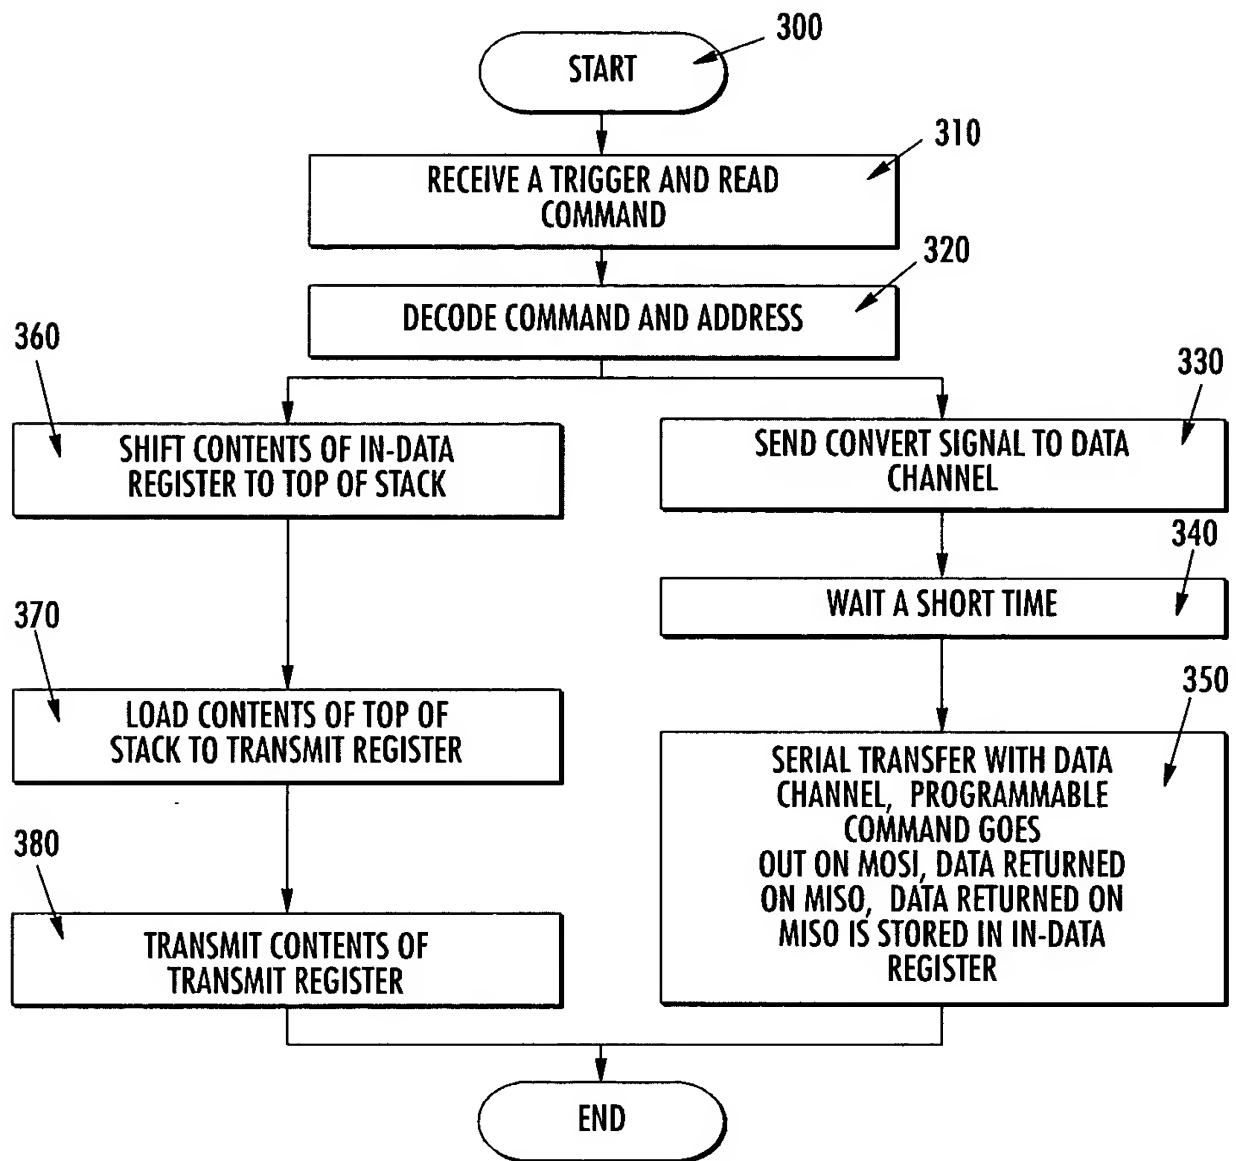 300
START
310
RECEIVE A TRIGGER AND READ
COMMAND
320
DECODE COMMAND AND ADDRESS
360
SHIFT CONTENTS OF IN-DATA
REGISTER TO TOP OF STACK
330
SEND CONVERT SIGNAL TO DATA
CHANNEL
340
WAIT A SHORT TIME
370
LOAD CONTENTS OF TOP OF
STACK TO TRANSMIT REGISTER
350
SERIAL TRANSFER WITH DATA
CHANNEL, PROGRAMMABLE
COMMAND GOES
OUT ON MOSI, DATA RETURNED
ON MISO, DATA RETURNED ON
MISO IS STORED IN IN-DATA
REGISTER
380
TRANSMIT CONTENTS OF
TRANSMIT REGISTER
END